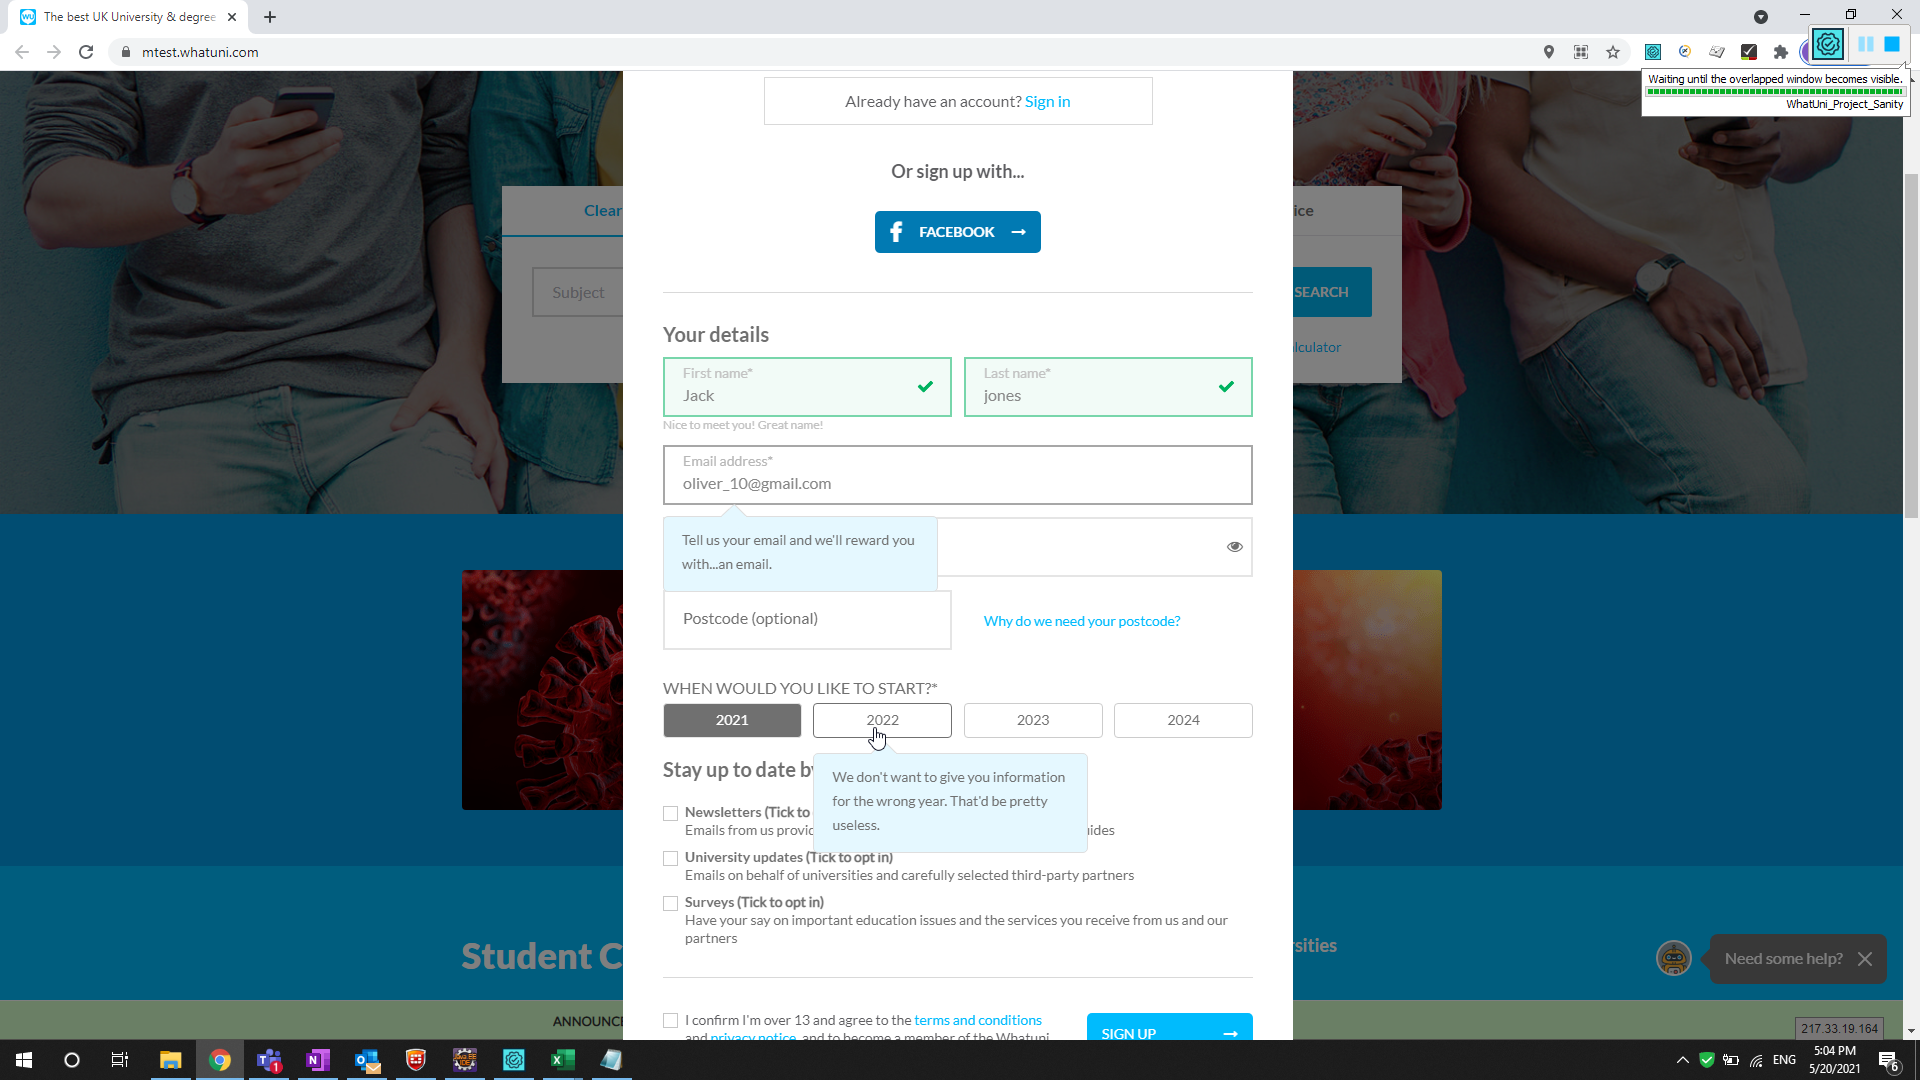 The best UK University & degree
mtest.whatuni.com
Waiting until the overlapped window becomes visible.
WhatUni_Project_Sanity
Already have an account? Sign in
Or sign up with...
FACEBOOK
Clear
ice
Subject
SEARCH
lculator
Your details
First name*
Jack
Last name*
jones
Nice to meet you! Great name!
Email address*
oliver_10@gmail.com
Tell us your email and we'll reward you
with...an email.
Postcode (optional)
Why do we need your postcode?
WHEN WOULD YOU LIKE TO START?*
2021
2022
2023
2024
Stay up to date by
We don't want to give you information
for the wrong year. That'd be pretty
useless.
Newsletters (Tick to
Emails from us provid
ides
University updates (Tick to opt in)
Emails on behalf of universities and carefully selected third-party partners
Surveys (Tick to opt in)
Have your say on important education issues and the services you receive from us and our
partners
Student C
rsities
Need some help?
ANNOUNCE
I confirm I'm over 13 and agree to the terms and conditions
and privacy notice, and to become a member of the Whatuni
SIGN UP
217.33.19.164
ENG
5:04 PM
5/20/2021
6
1